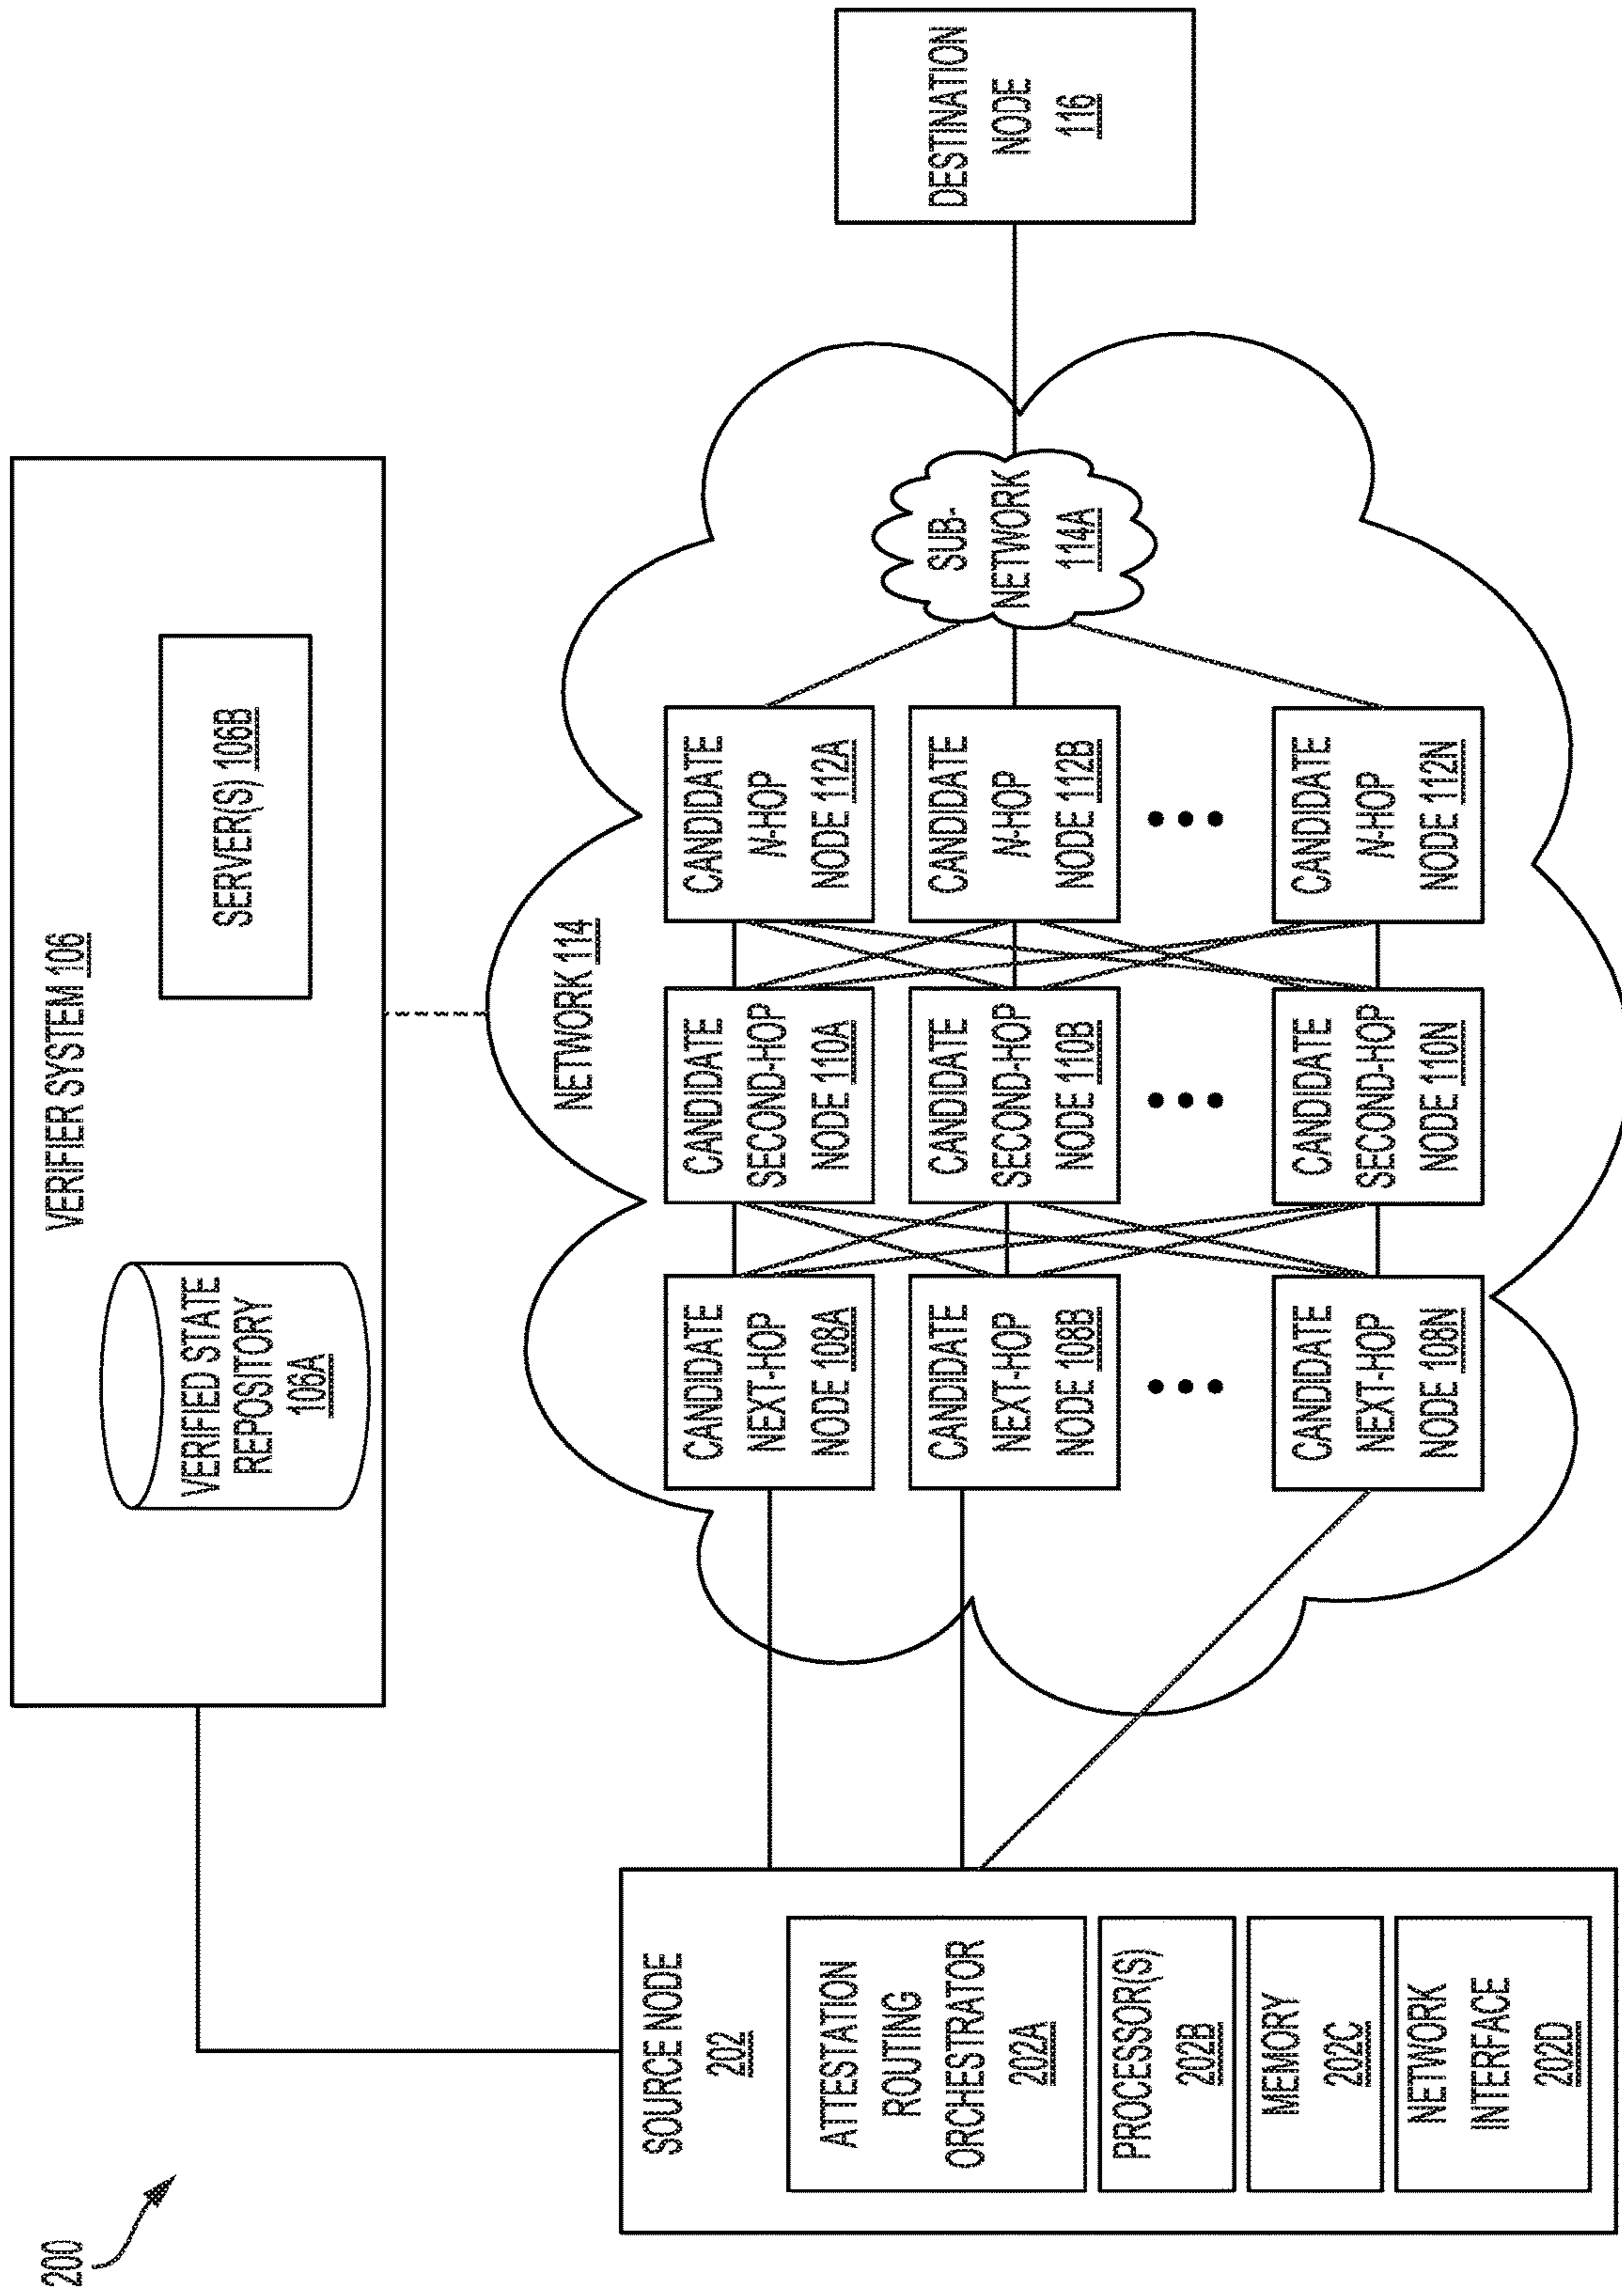 200
VERIFIER SYSTEM 106
VERIFIED STATE
REPOSITORY
106A
SERVER(S) 106B
SOURCE NODE
202
ATTESTATION
ROUTING
ORCHESTRATOR
202A
PROCESSOR(S)
202B
MEMORY
202C
NETWORK
INTERFACE
202D
NETWORK 114
CANDIDATE
NEXT-HOP
NODE 108A
CANDIDATE
SECOND-HOP
NODE 110A
CANDIDATE
N-HOP
NODE 112A
CANDIDATE
NEXT-HOP
NODE 108B
CANDIDATE
SECOND-HOP
NODE 110B
CANDIDATE
N-HOP
NODE 112B
CANDIDATE
NEXT-HOP
NODE 108N
CANDIDATE
SECOND-HOP
NODE 110N
CANDIDATE
N-HOP
NODE 112N
SUB-
NETWORK
114A
DESTINATION
NODE
116